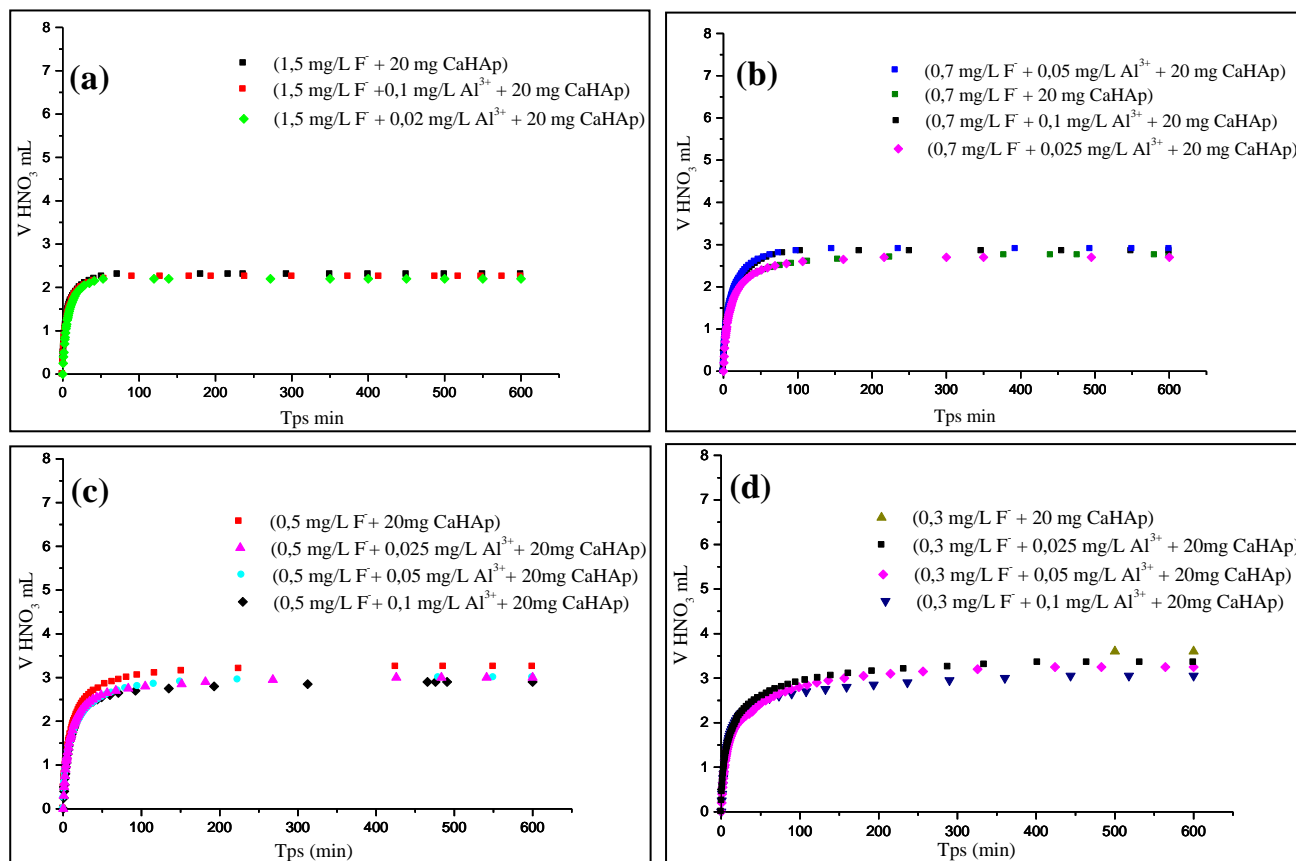 (a)
(1,5 mg/L F⁻ + 20 mg CaHAp)
(1,5 mg/L F⁻ +0,1 mg/L Al³⁺ + 20 mg CaHAp)
(1,5 mg/L F⁻ + 0,02 mg/L Al³⁺ + 20 mg CaHAp)
V HNO₃ mL
8
7
6
5
4
3
2
1
0
0 100 200 300 400 500 600
Tps min
(b)
(0,7 mg/L F⁻ + 0,05 mg/L Al³⁺ + 20 mg CaHAp)
(0,7 mg/L F⁻ + 20 mg CaHAp)
(0,7 mg/L F⁻ + 0,1 mg/L Al³⁺ + 20 mg CaHAp)
(0,7 mg/L F⁻ + 0,025 mg/L Al³⁺ + 20 mg CaHAp)
V HNO₃ mL
8
7
6
5
4
3
2
1
0
0 100 200 300 400 500 600
Tps min
(c)
(0,5 mg/L F⁻ + 20mg CaHAp)
(0,5 mg/L F⁻ + 0,025 mg/L Al³⁺ + 20mg CaHAp)
(0,5 mg/L F⁻ + 0,05 mg/L Al³⁺ + 20mg CaHAp)
(0,5 mg/L F⁻ + 0,1 mg/L Al³⁺ + 20mg CaHAp)
V HNO₃ mL
8
7
6
5
4
3
2
1
0
0 100 200 300 400 500 600
Tps (min)
(d)
(0,3 mg/L F⁻ + 20 mg CaHAp)
(0,3 mg/L F⁻ + 0,025 mg/L Al³⁺ + 20mg CaHAp)
(0,3 mg/L F⁻ + 0,05 mg/L Al³⁺ + 20mg CaHAp)
(0,3 mg/L F⁻ + 0,1 mg/L Al³⁺ + 20mg CaHAp)
V HNO₃ mL
8
7
6
5
4
3
2
1
0
0 100 200 300 400 500 600
Tps (min)